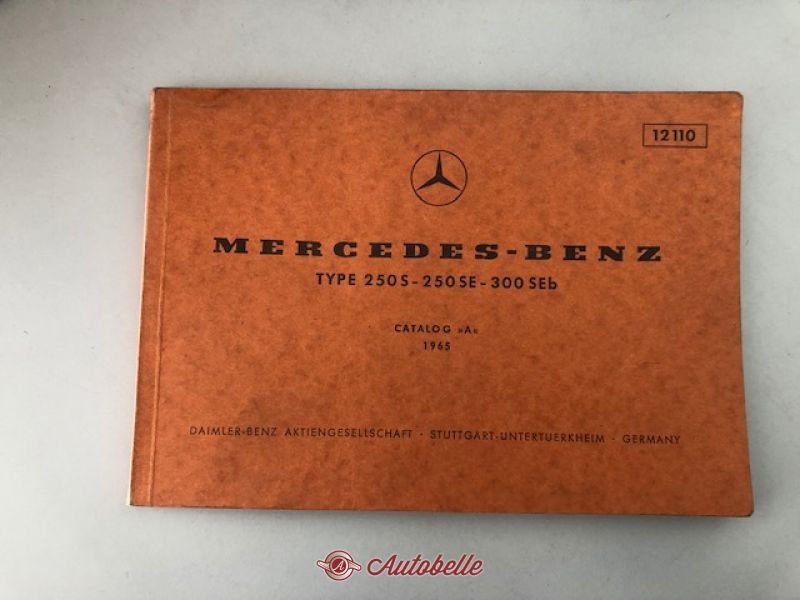 12110
MERCEDES-BENZ
TYPE 250S-250SE-300SEb
CATALOG »A«
1965
DAIMLER-BENZ AKTIENGESELLSCHAFT · STUTTGART-UNTERTUERKHEIM · GERMANY
A Autobelle